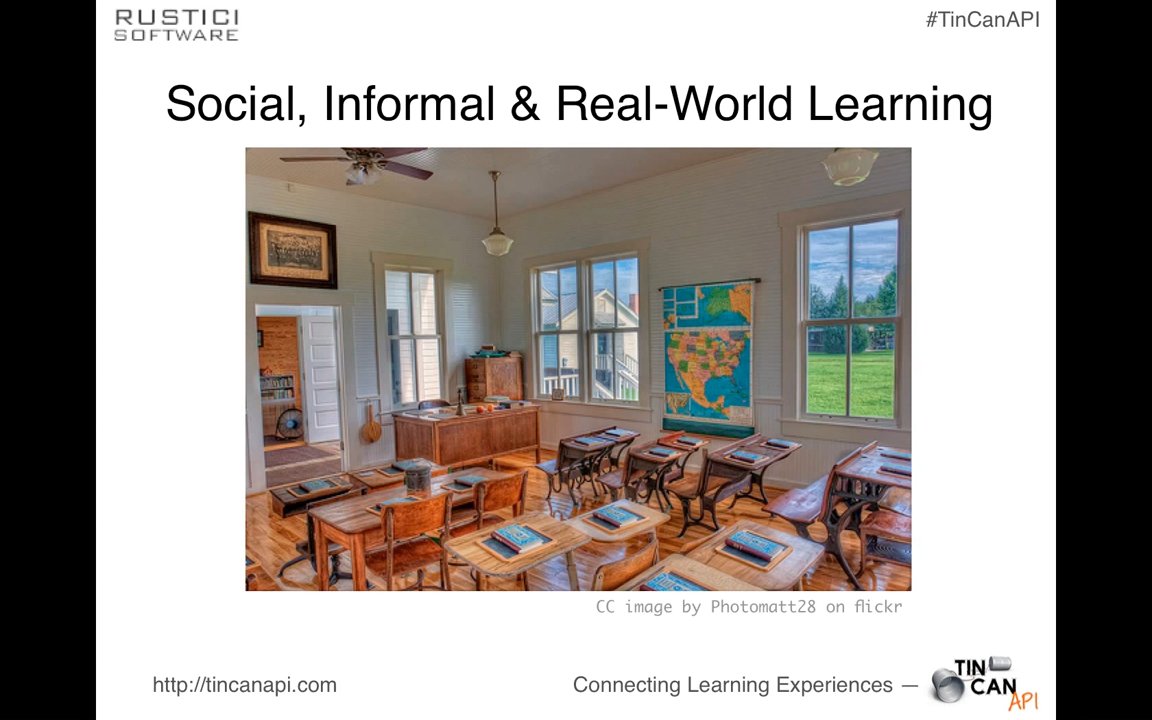 RUSTICI
SOFTWARE
#TinCanAPI
Social, Informal & Real-World Learning
CC image by Photomatt28 on flickr
http://tincanapi.com
Connecting Learning Experiences —
TIN
CAN
API